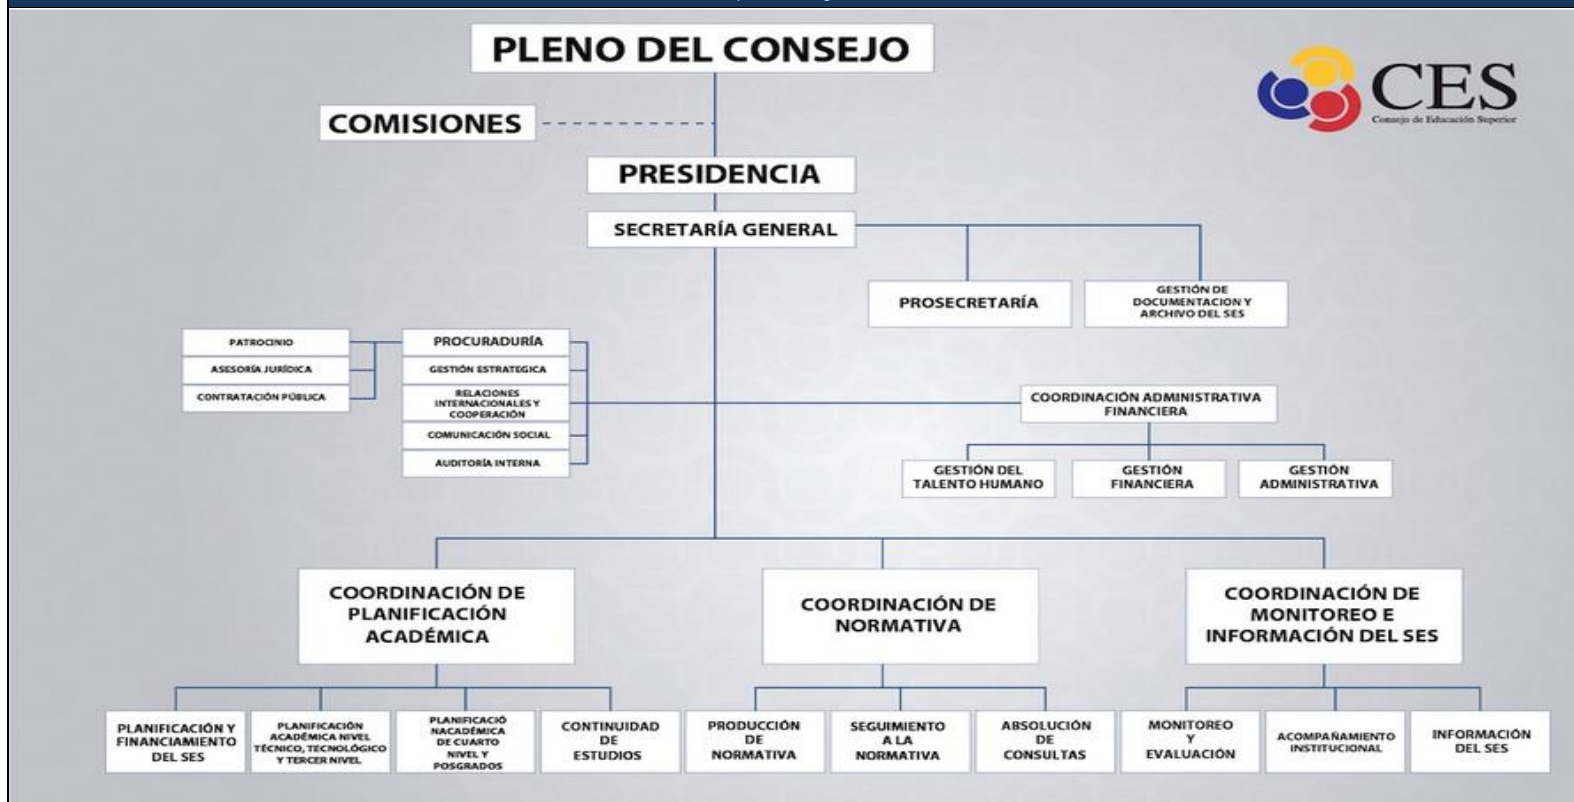 PLENO DEL CONSEJO
CES
Consejo de Educación Superior
COMISIONES
PRESIDENCIA
SECRETARÍA GENERAL
PROSECRETARÍA
GESTIÓN DE
DOCUMENTACION Y
ARCHIVO DEL SES
PATROCINIO
ASESORÍA JURÍDICA
CONTRATACIÓN PÚBLICA
PROCURADURÍA
GESTIÓN ESTRATEGICA
RELACIONES
INTERNACIONALES Y
COOPERACIÓN
COMUNICACIÓN SOCIAL
AUDITORÍA INTERNA
COORDINACIÓN ADMINISTRATIVA
FINANCIERA
GESTIÓN DEL
TALENTO HUMANO
GESTIÓN
FINANCIERA
GESTIÓN
ADMINISTRATIVA
COORDINACIÓN DE
PLANIFICACIÓN
ACADÉMICA
COORDINACIÓN DE
NORMATIVA
COORDINACIÓN DE
MONITOREO E
INFORMACIÓN DEL SES
PLANIFICACIÓN Y
FINANCIAMIENTO
DEL SES
PLANIFICACIÓN
ACADÉMICA NIVEL
TÉCNICO, TECNOLÓGICO
Y TERCER NIVEL
PLANIFICACIÓ
NACADÉMICA
DE CUARTO
NIVEL Y
POSGRADOS
CONTINUIDAD
DE
ESTUDIOS
PRODUCCIÓN
DE
NORMATIVA
SEGUIMIENTO
A LA
NORMATIVA
ABSOLUCIÓN
DE
CONSULTAS
MONITOREO
Y
EVALUACIÓN
ACOMPAÑAMIENTO
INSTITUCIONAL
INFORMACIÓN
DEL SES